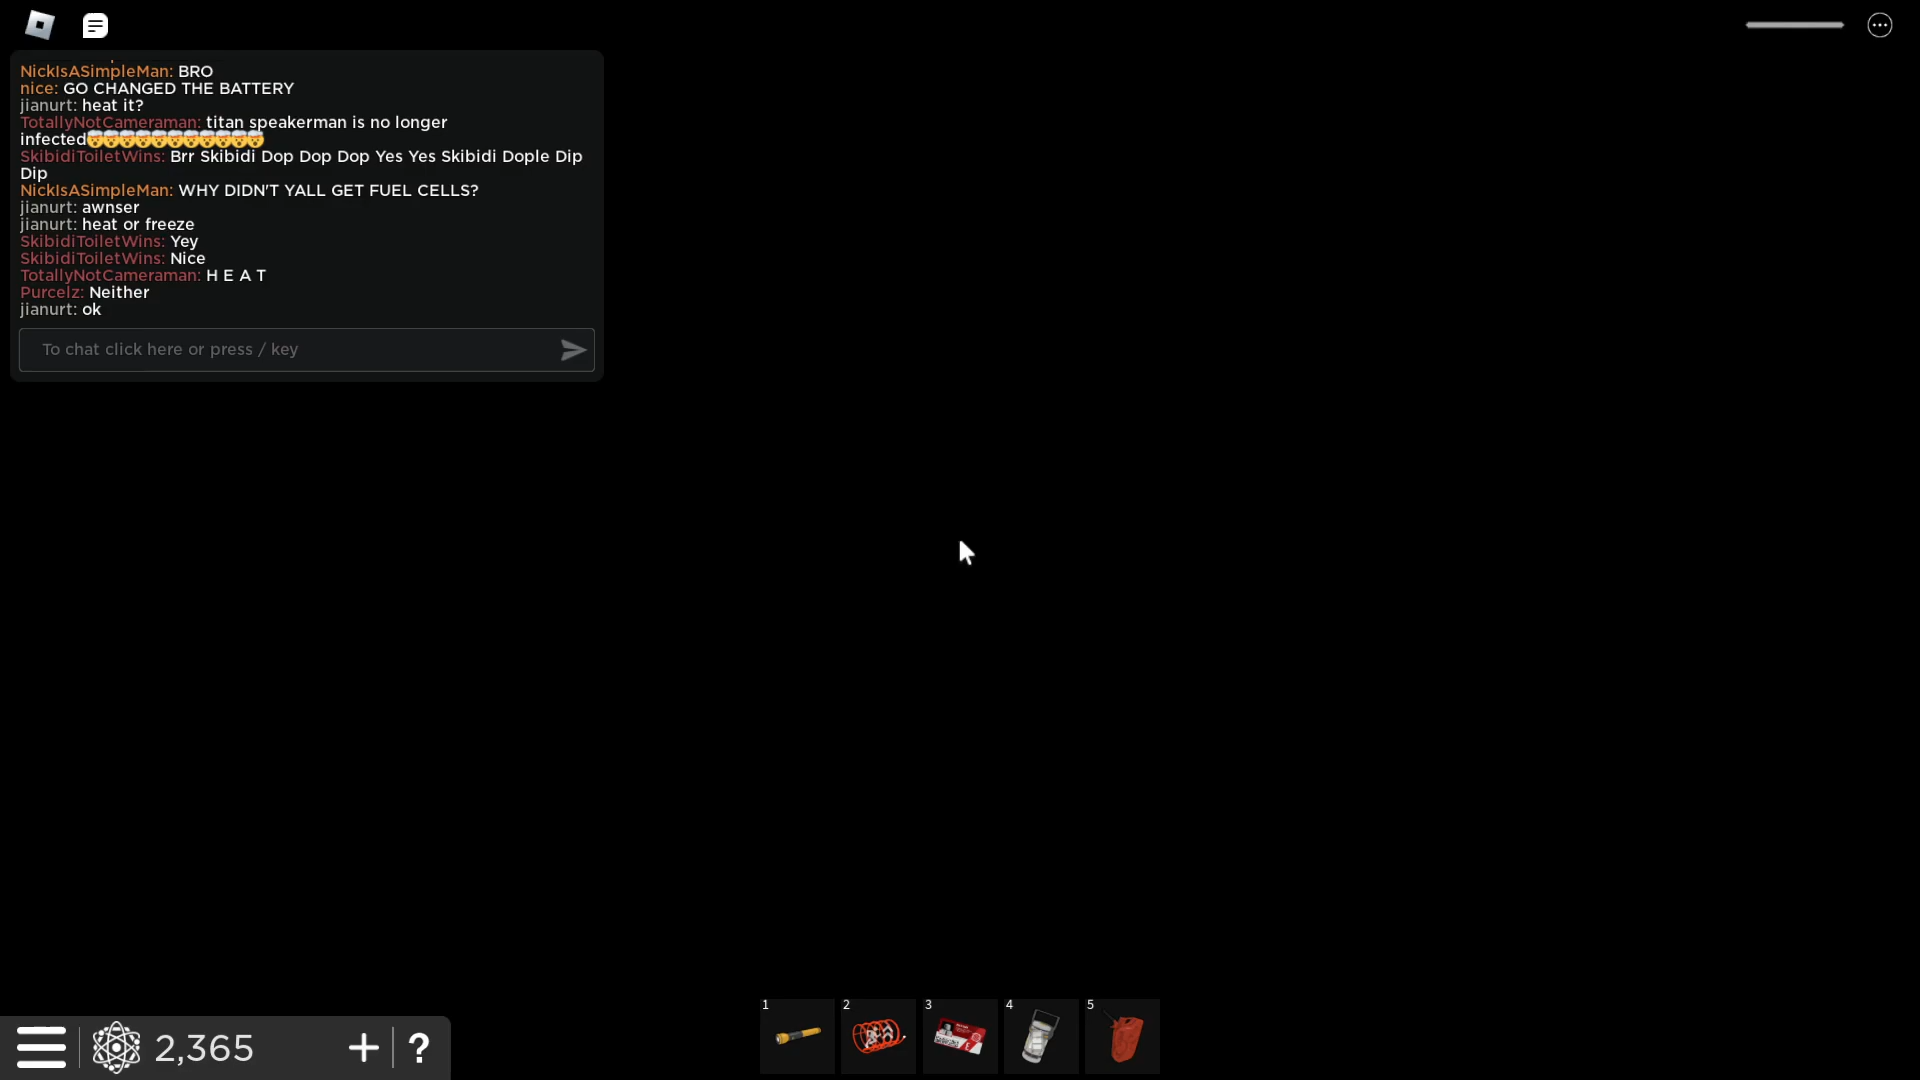 NickIsASimpleMan: BRO
nice: GO CHANGED THE BATTERY
jianurt: heat it?
TotallyNotCameraman: titan speakerman is no longer
infected🤯🤯🤯🤯🤯🤯🤯🤯🤯🤯🤯
SkibidiToiletWins: Brr Skibidi Dop Dop Dop Yes Yes Skibidi Dople Dip
Dip
NickIsASimpleMan: WHY DIDN'T YALL GET FUEL CELLS?
jianurt: awnser
jianurt: heat or freeze
SkibidiToiletWins: Yey
SkibidiToiletWins: Nice
TotallyNotCameraman: H E A T
Purcelz: Neither
jianurt: ok
To chat click here or press / key
1 2 3 4 5
2,365 + ?